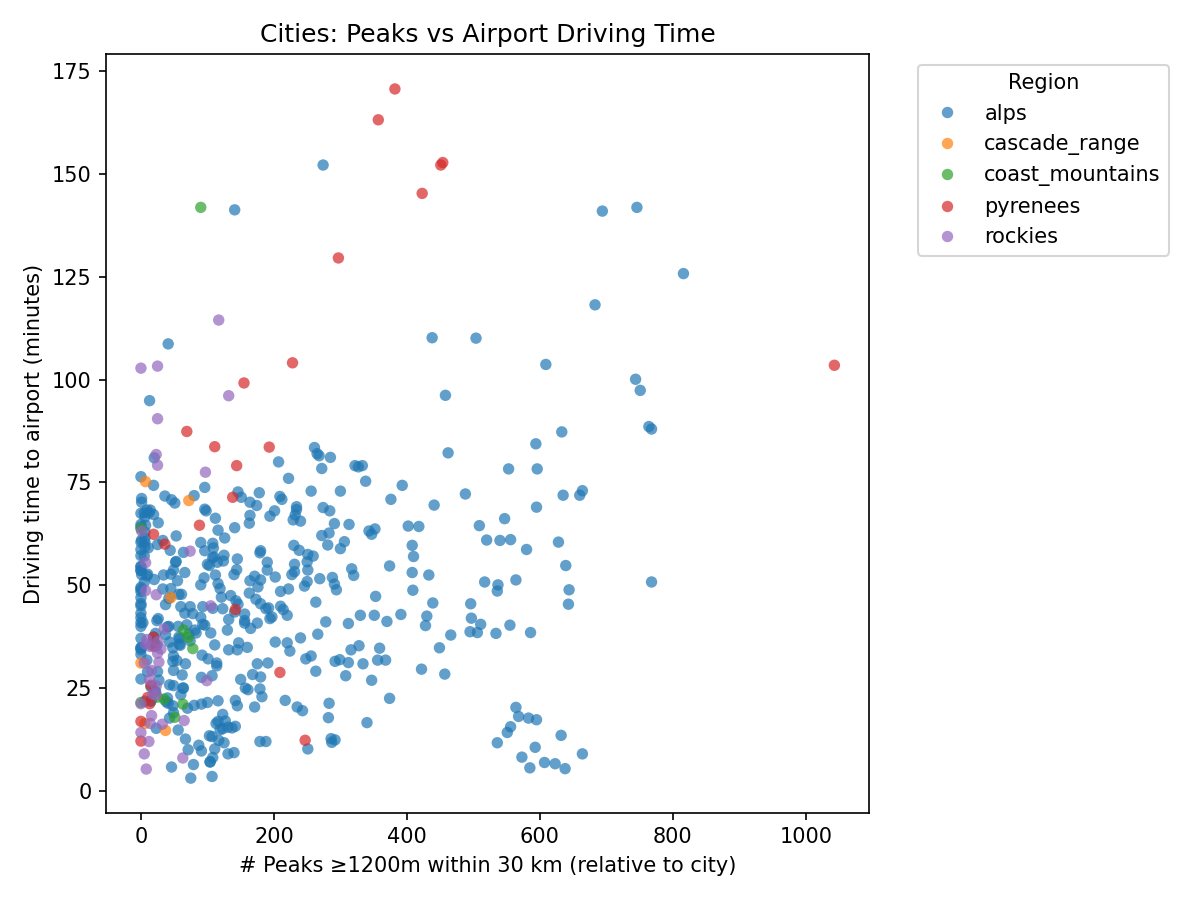 Cities: Peaks vs Airport Driving Time
Driving time to airport (minutes)
175
150
125
100
75
50
25
0
0 200 400 600 800 1000
# Peaks ≥1200m within 30 km (relative to city)
Region
alps
cascade_range
coast_mountains
pyrenees
rockies